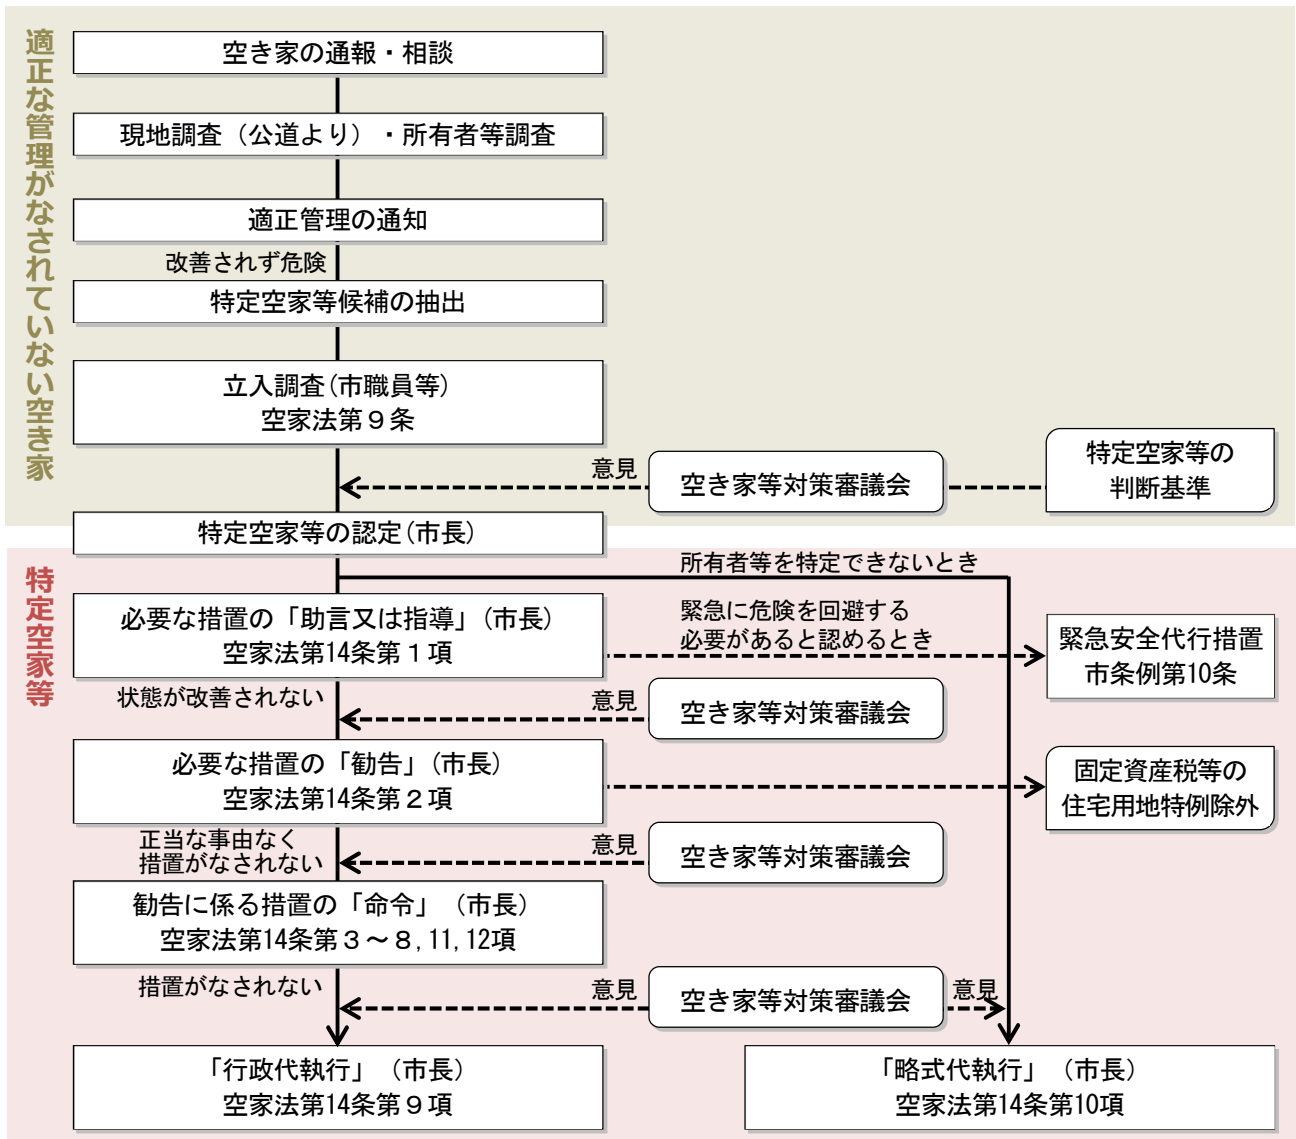 適正な管理がなされていない空き家
空き家の通報・相談
現地調査（公道より）・所有者等調査
適正管理の通知
改善されず危険
特定空家等候補の抽出
立入調査(市職員等)
空家法第９条
意見
空き家等対策審議会
特定空家等の
判断基準
特定空家等の認定(市長)
特定空家等
所有者等を特定できないとき
必要な措置の「助言又は指導」(市長)
空家法第14条第１項
緊急に危険を回避する
必要があると認めるとき
緊急安全代行措置
市条例第10条
状態が改善されない
意見
空き家等対策審議会
必要な措置の「勧告」(市長)
空家法第14条第２項
固定資産税等の
住宅用地特例除外
正当な事由なく
措置がなされない
意見
空き家等対策審議会
勧告に係る措置の「命令」（市長）
空家法第14条第３～８,11,12項
措置がなされない
意見
空き家等対策審議会
意見
「行政代執行」（市長）
空家法第14条第９項
「略式代執行」（市長）
空家法第14条第10項